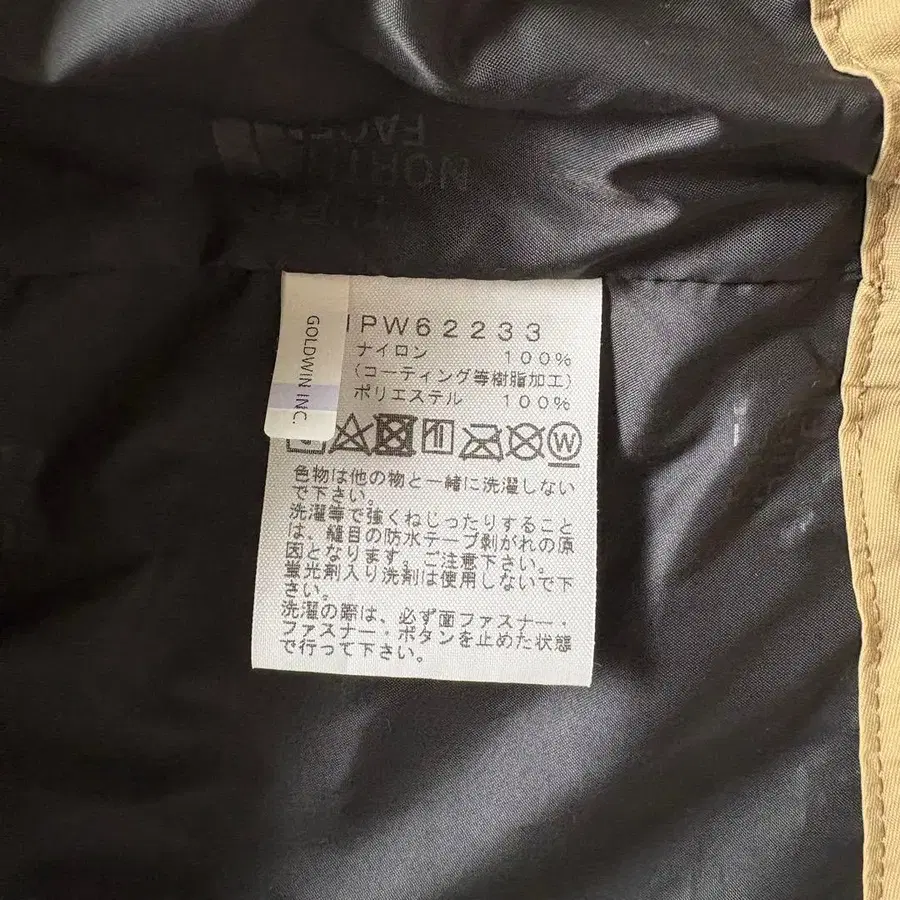 NORTH
FACE
GOLDWIN INC.
PW62233
ナイロン 100%
(コーティング等樹脂加工)
ポリエステル 100%
W
色物は他の物と一緒に洗濯しない
で下さい。
洗濯等で強くねじったりすること
は、縫目の防水テープ剥がれの原
因となります。ご注意下さい。
蛍光剤入り洗剤は使用しないで下
さい。
洗濯の際は、必ず面ファスナー・
ファスナー・ボタンを止めた状態
で行って下さい。